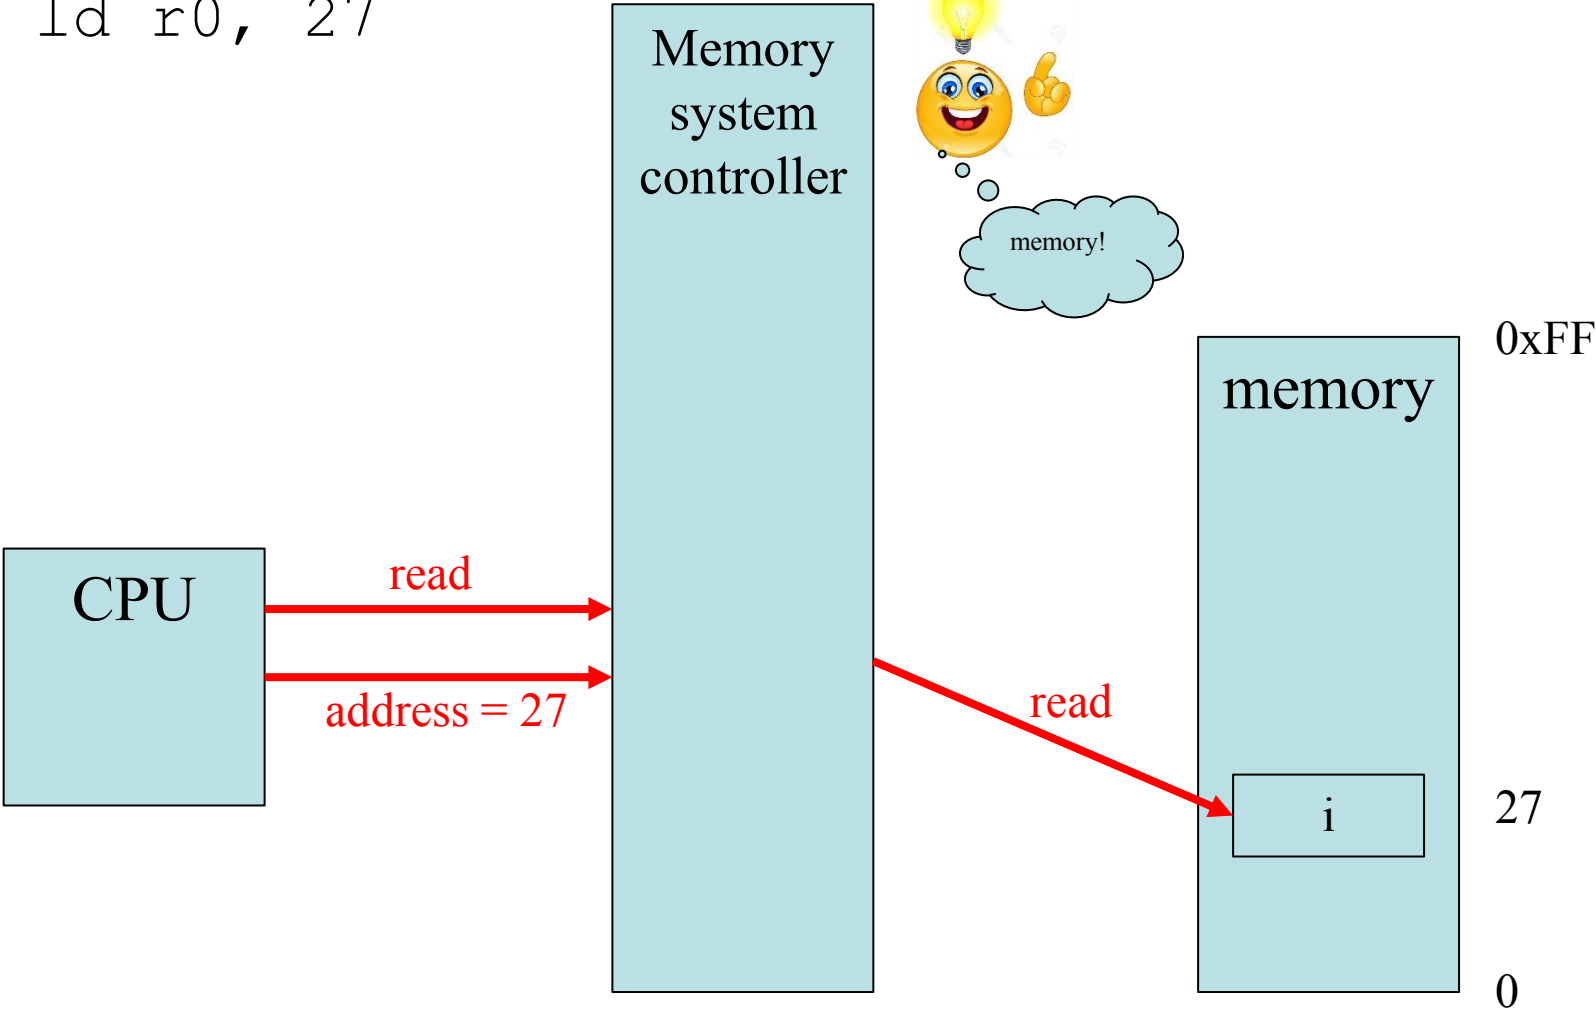 ld r0, 27
Memory
system
controller
memory!
0xFF
memory
CPU
read
address = 27
read
i
27
0